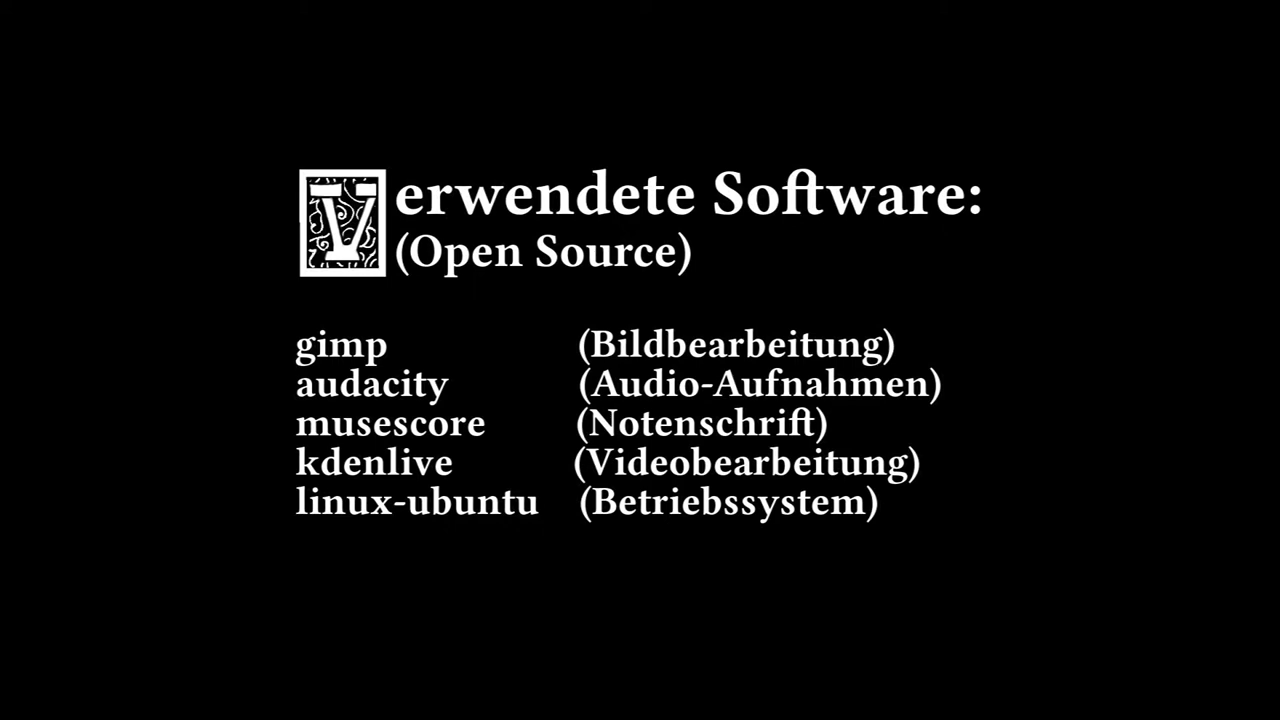 Verwendete Software:
(Open Source)
gimp (Bildbearbeitung)
audacity (Audio-Aufnahmen)
musescore (Notenschrift)
kdenlive (Videobearbeitung)
linux-ubuntu (Betriebssystem)